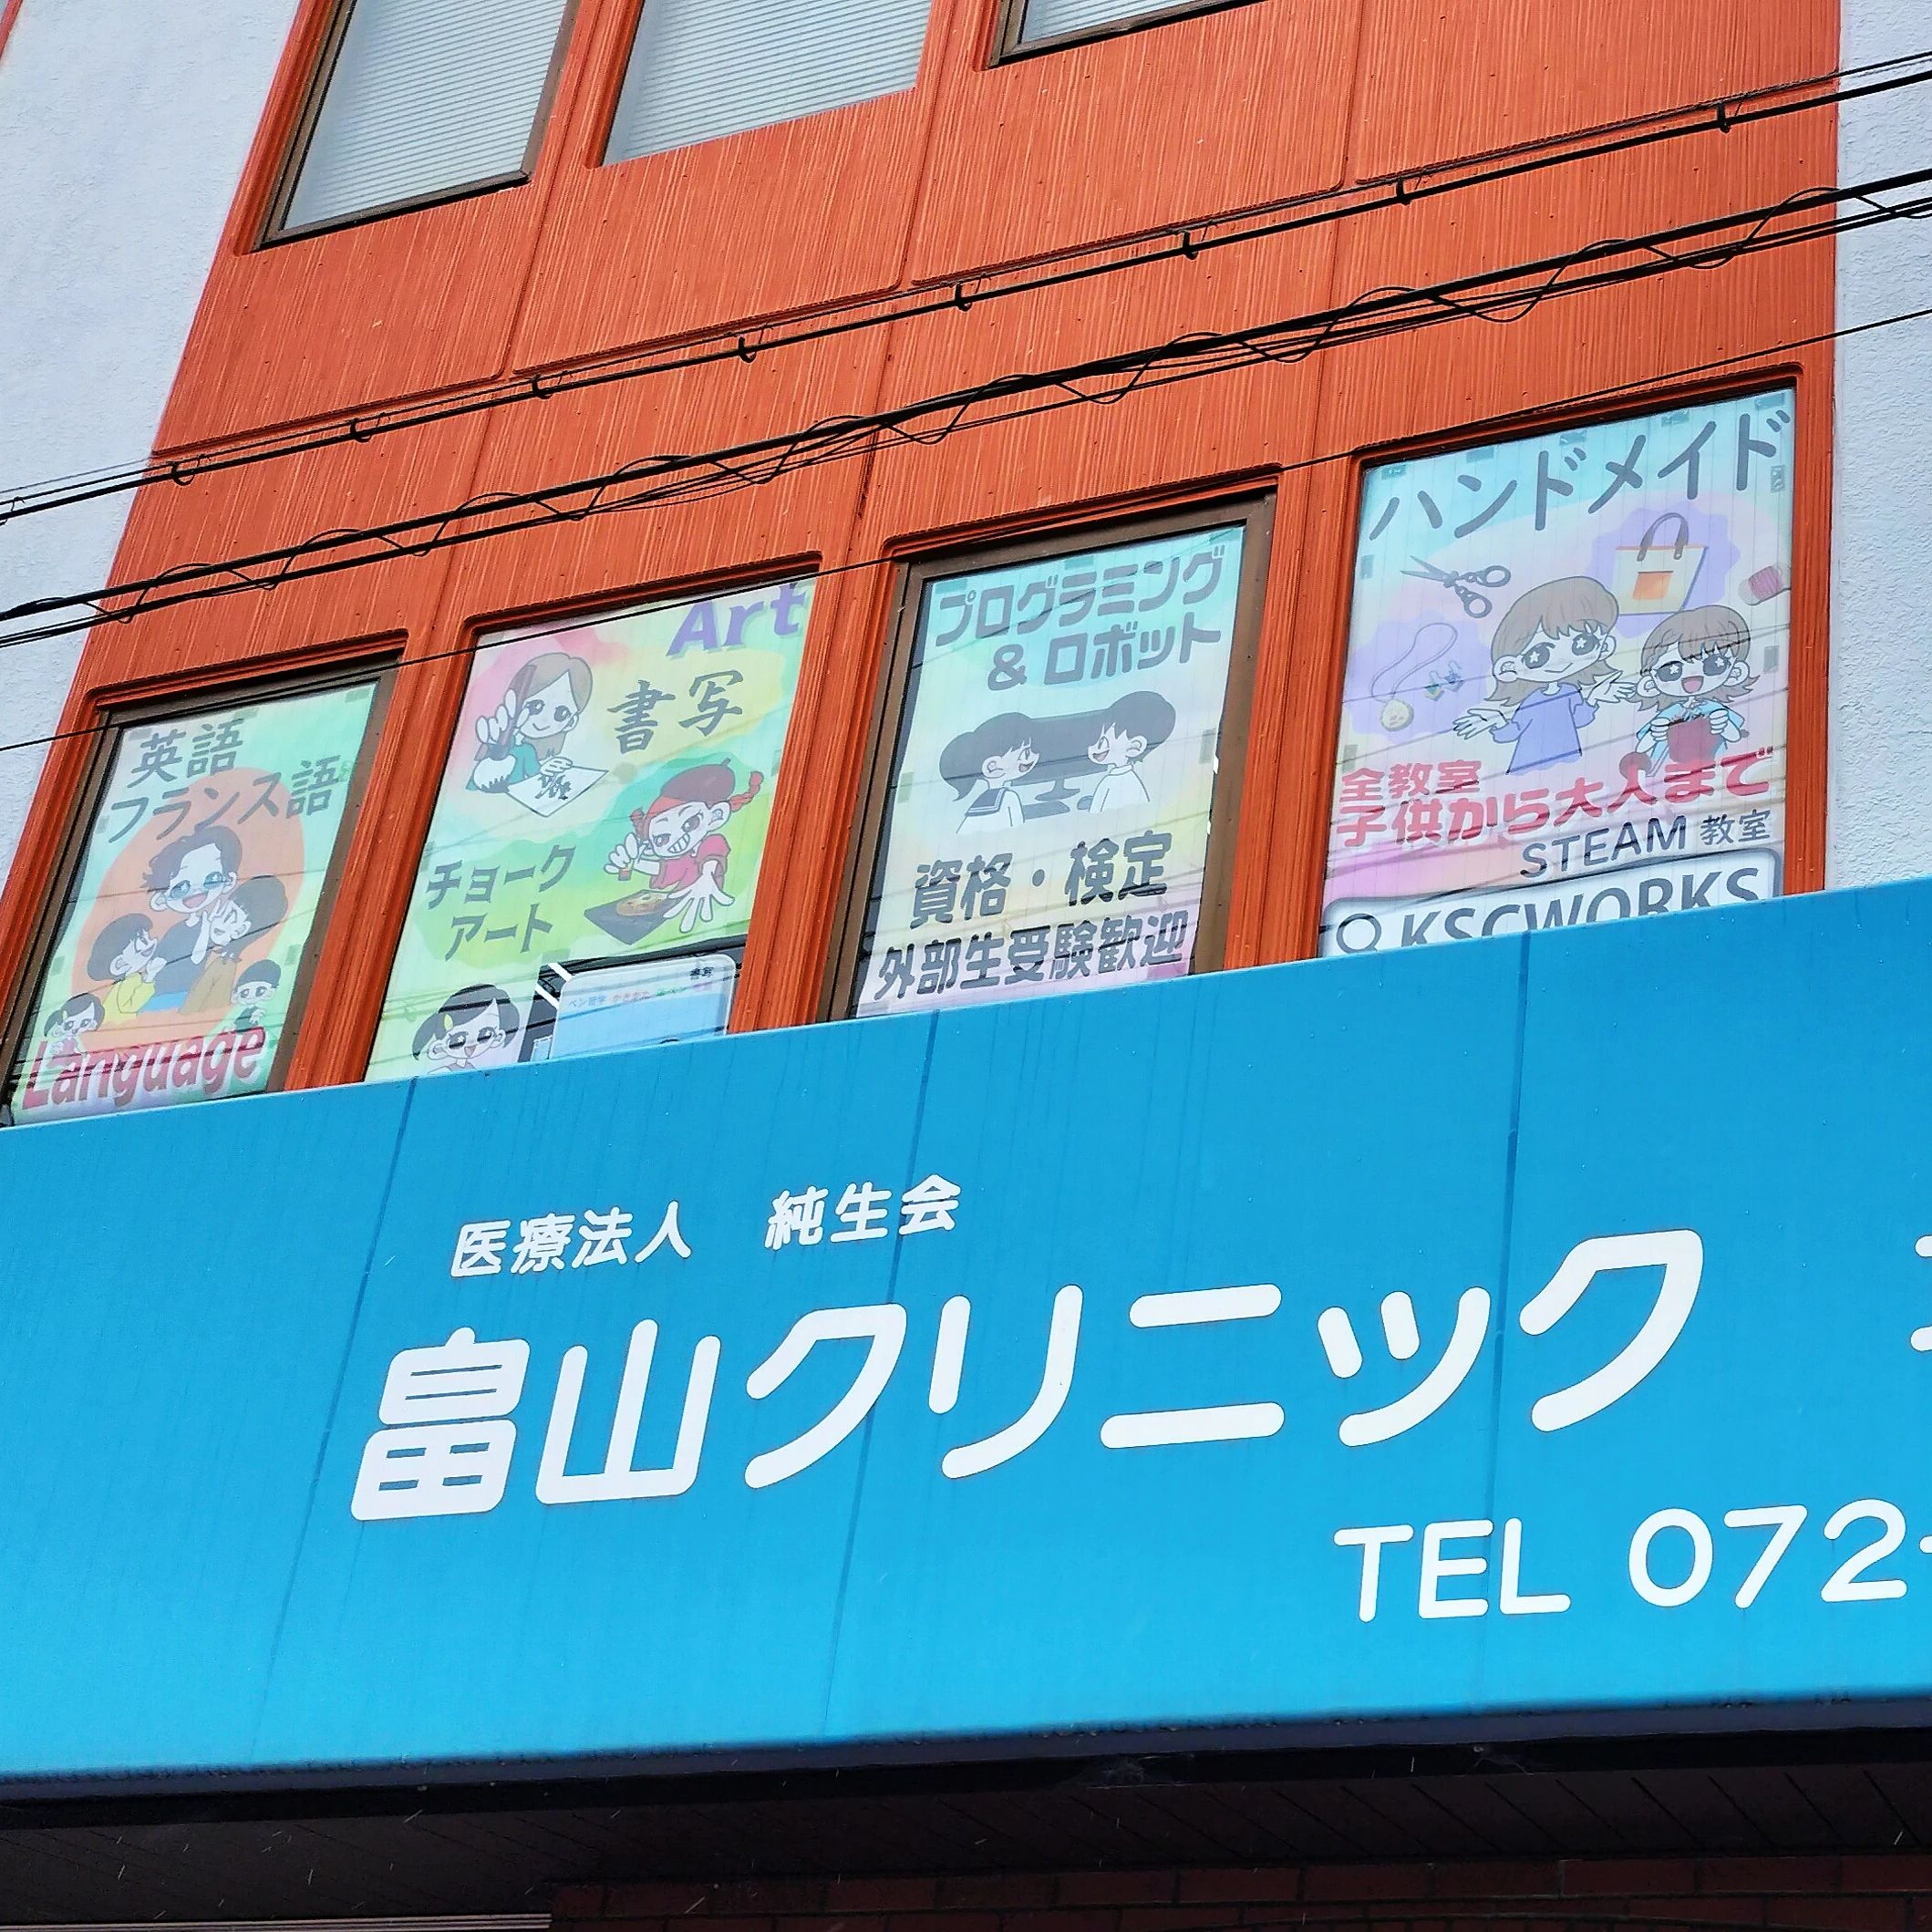 英語
フランス語
Language
Art
書写
チョーク
アート
プログラミング
& ロボット
資格・検定
外部生受験歓迎
ハンドメイド
全教室
子供から大人まで
STEAM 教室
KSCWORKS
書写
医療法人 純生会
畠山クリニック
TEL 072-